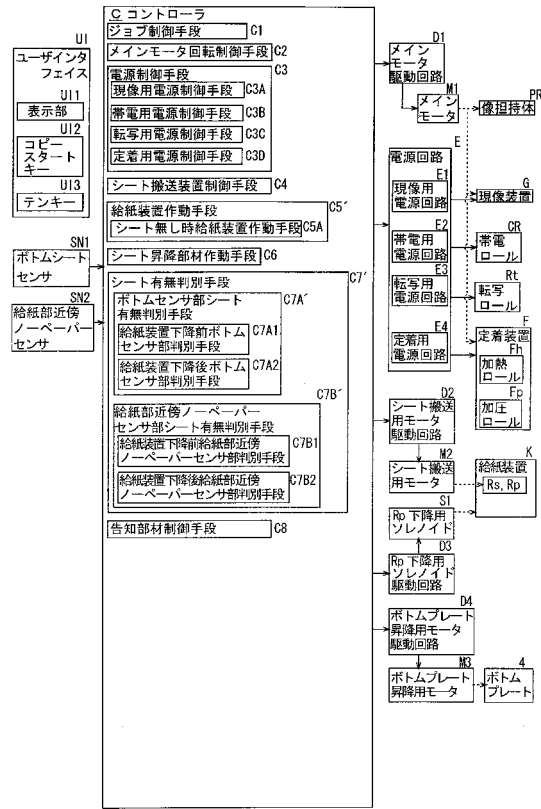 UI
ユーザインタ
フェイス
UI1
表示部
UI2
コピー
スタート
キー
UI3
テンキー
SN1
ボトムシート
センサ
SN2
給紙部近傍
ノーペーパー
センサ
C コントローラ
ジョブ制御手段 C1
メインモータ回転制御手段 C2
電源制御手段 C3
現像用電源制御手段 C3A
帯電用電源制御手段 C3B
転写用電源制御手段 C3C
定着用電源制御手段 C3D
シート搬送装置制御手段 C4
給紙装置作動手段 C5´
シート無し時給紙装置作動手段 C5A
シート昇降部材作動手段 C6
シート有無判別手段 C7´
ボトムセンサ部シート
有無判別手段 C7A´
給紙装置下降前ボトム
センサ部判別手段 C7A1
給紙装置下降後ボトム
センサ部判別手段 C7A2
C7B´
給紙部近傍ノーペーパー
センサ部シート有無判別手段
給紙装置下降前給紙部近傍
ノーペーパーセンサ部判別手段 C7B1
給紙装置下降後給紙部近傍
ノーペーパーセンサ部判別手段 C7B2
告知部材制御手段 C8
D1
メイン
モータ
駆動回路
M1
メイン
モータ
PR
像担持体
E
電源回路
E1
現像用
電源回路
G
現像装置
E2
帯電用
電源回路
CR
帯電
ロール
E3
転写用
電源回路
Rt
転写
ロール
E4
定着用
電源回路
F
定着装置
Fh
加熱
ロール
Fp
加圧
ロール
D2
シート搬送
用モータ
駆動回路
M2
シート搬送
用モータ
K
給紙装置
Rs, Rp
S1
Rp 下降用
ソレノイド
D3
Rp 下降用
ソレノイド
駆動回路
D4
ボトムプレート
昇降用モータ
駆動回路
M3
ボトムプレート
昇降用モータ
4
ボトム
プレート